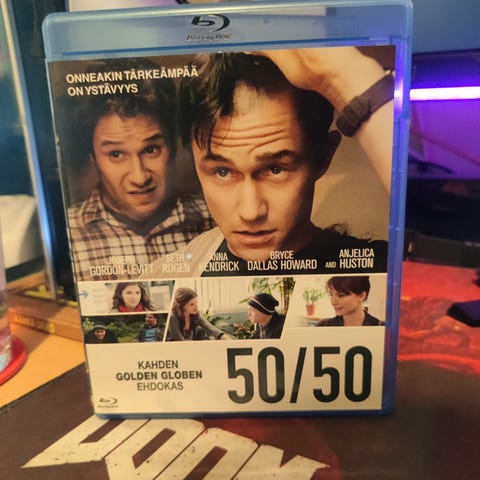 Blu-ray Disc
ONNEAKIN TÄRKEÄMPÄÄ
ON YSTÄVYYS
JOSEPH GORDON-LEVITT
SETH ROGEN
ANNA KENDRICK
BRYCE DALLAS HOWARD
AND ANJELICA HUSTON
KAHDEN
GOLDEN GLOBEN
EHDOKAS
50/50
DOOM